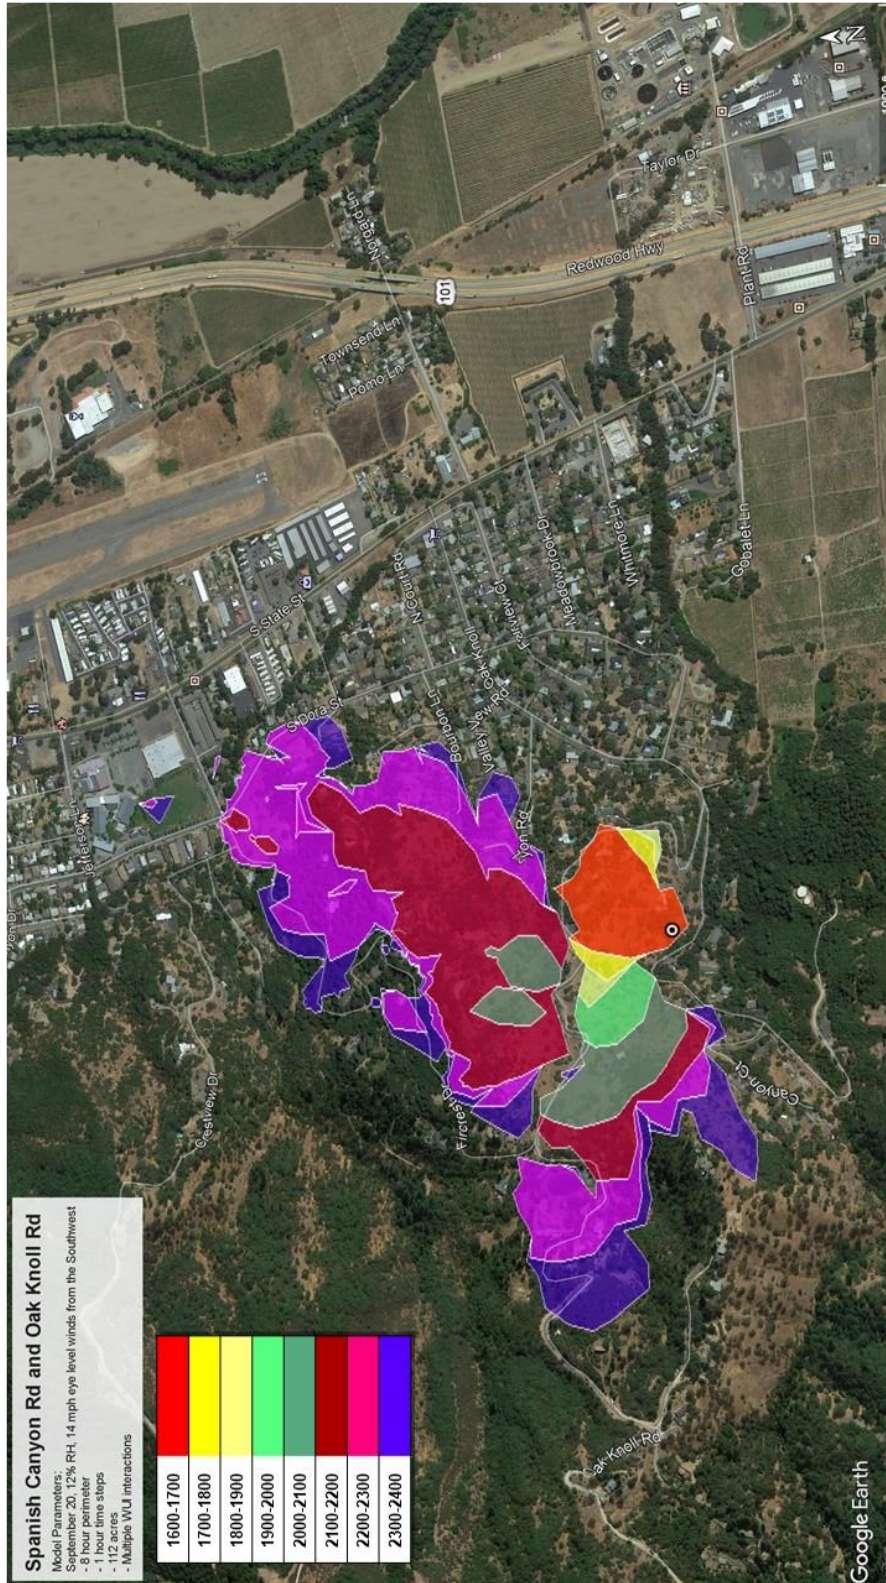 Spanish Canyon Rd and Oak Knoll Rd
Model Parameters:
September 20, 12% RH, 14 mph eye level winds from the Southwest
- 8 hour perimeter
- 1 hour time steps
- 112 acres
- Multiple WUI interactions
1600-1700
1700-1800
1800-1900
1900-2000
2000-2100
2100-2200
2200-2300
2300-2400
Jefferson Ln
Crestview Dr
Fircrest Dr
S Dora St
S State St
N Court Rd
Bourbon Ln
Valley View Rd
Oak Knoll
Fairview Ct
Meadowbrook Dr
Whitmore Ln
Gobalet Ln
Canyon Ct
Oak Knoll Rd
Pomo Ln
Townsend Ln
Norgard Ln
101
Redwood Hwy
Taylor Dr
Plant Rd
N
Google Earth